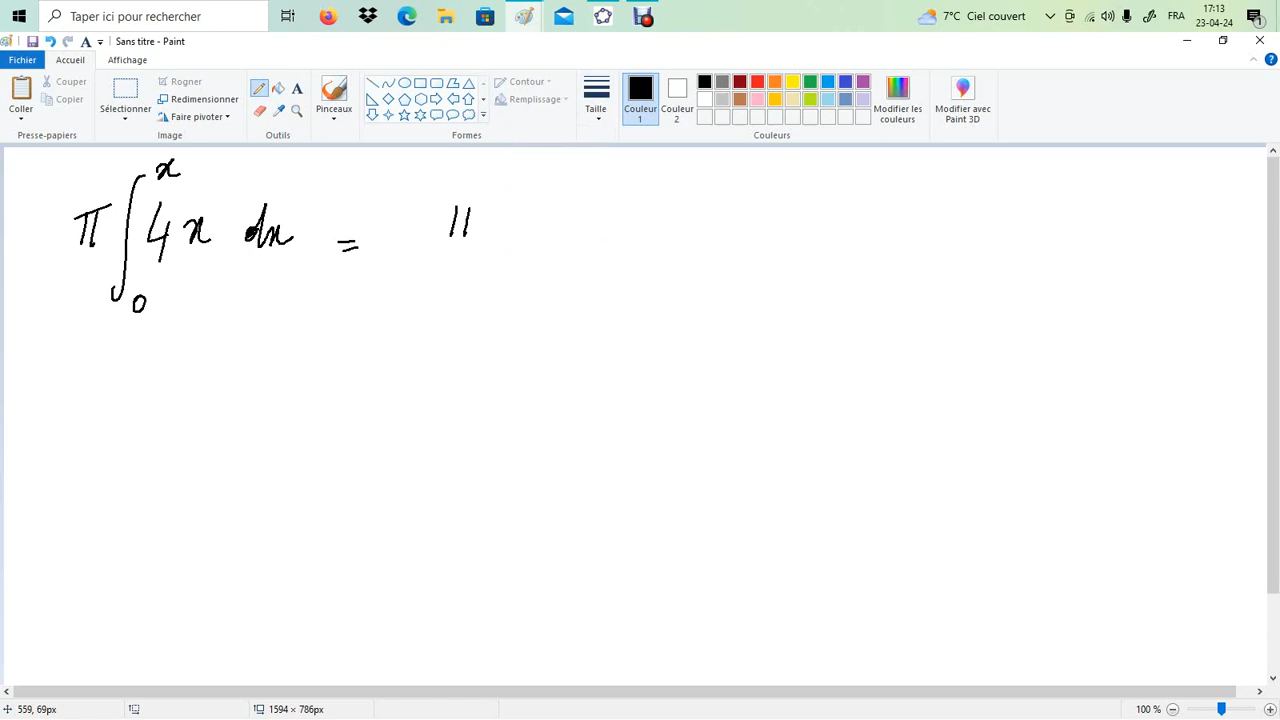 Taper ici pour rechercher
7°C Ciel couvert
FRA
17:13
23-04-24
1
Sans titre - Paint
Fichier
Accueil
Affichage
Coller
Couper
Copier
Presse-papiers
Sélectionner
Rogner
Redimensionner
Faire pivoter
Image
A
Outils
Pinceaux
Contour
Remplissage
Formes
Taille
Couleur 1
Couleur 2
Modifier les couleurs
Modifier avec Paint 3D
Couleurs
x
π ∫ 4x dx = 11
0
559, 69px
1594 × 786px
100 %